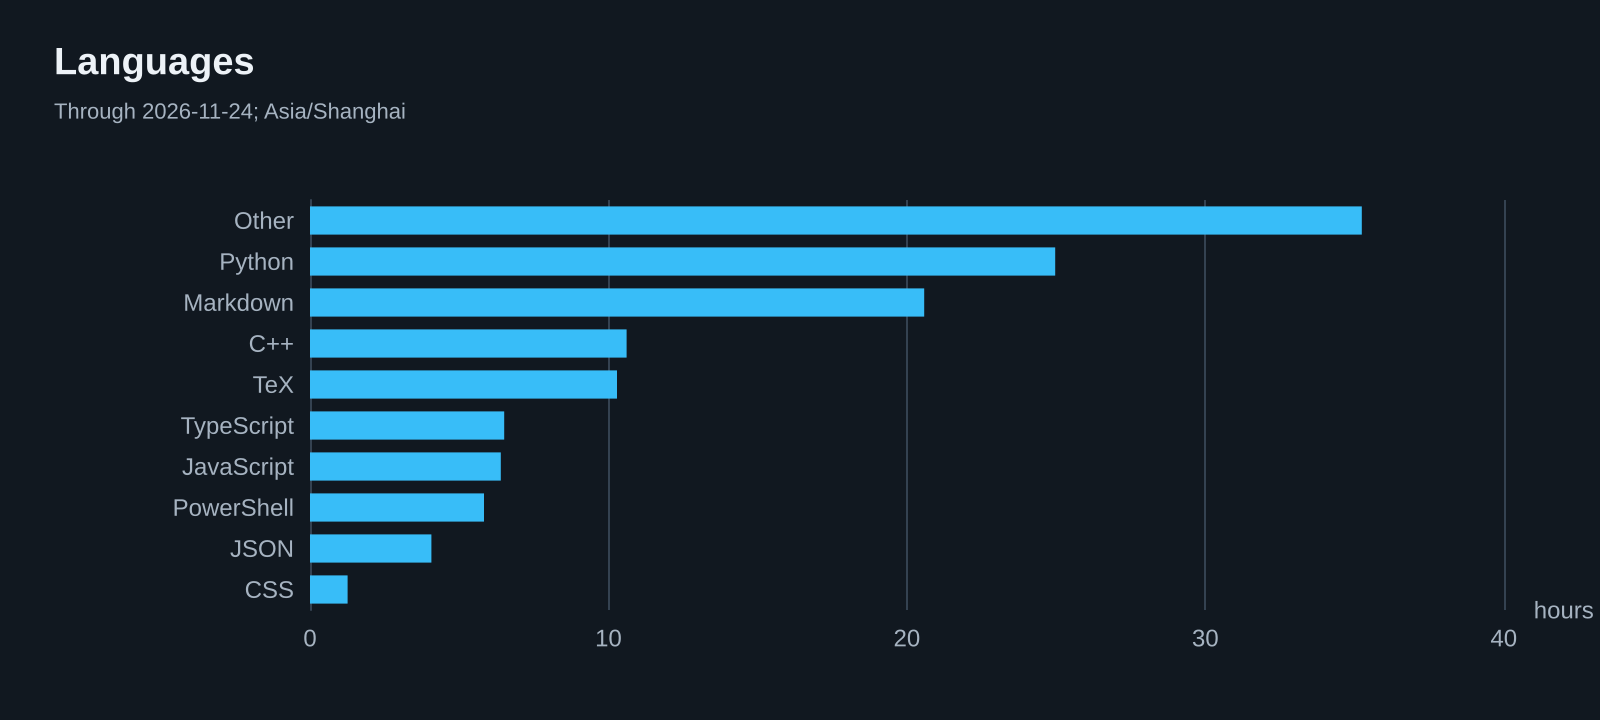 Languages
Through 2026-11-24; Asia/Shanghai
Other
Python
Markdown
C++
TeX
TypeScript
JavaScript
PowerShell
JSON
CSS
hours
0 10 20 30 40